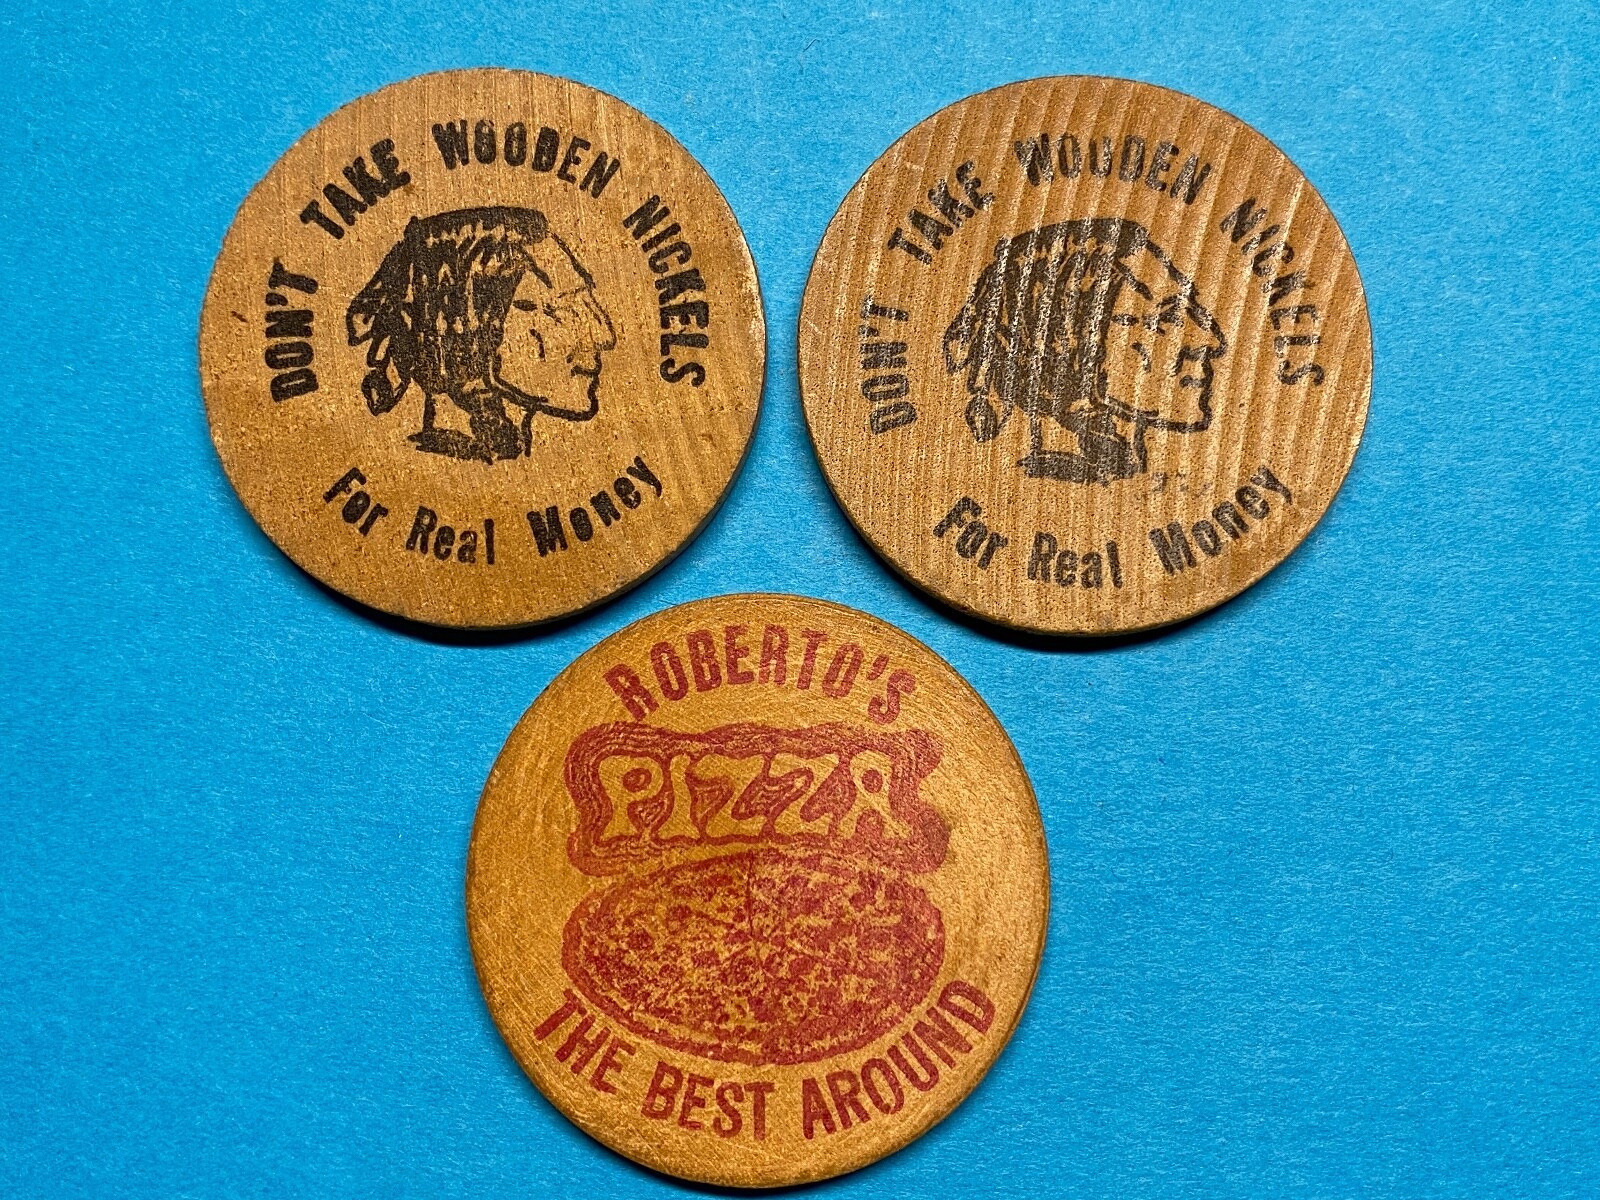 DON'T TAKE WOODEN NICKELS
For Real Money
DON'T TAKE WOODEN NICKELS
For Real Money
ROBERTO'S
PIZZA
THE BEST AROUND